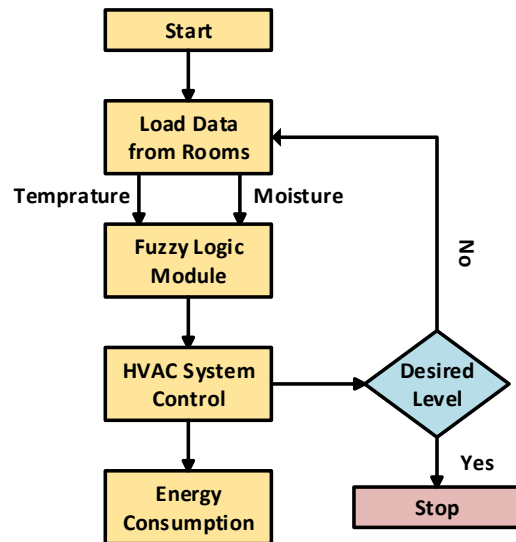 Start
Load Data
from Rooms
Temprature
Moisture
Fuzzy Logic
Module
No
HVAC System
Control
Desired
Level
Yes
Energy
Consumption
Stop